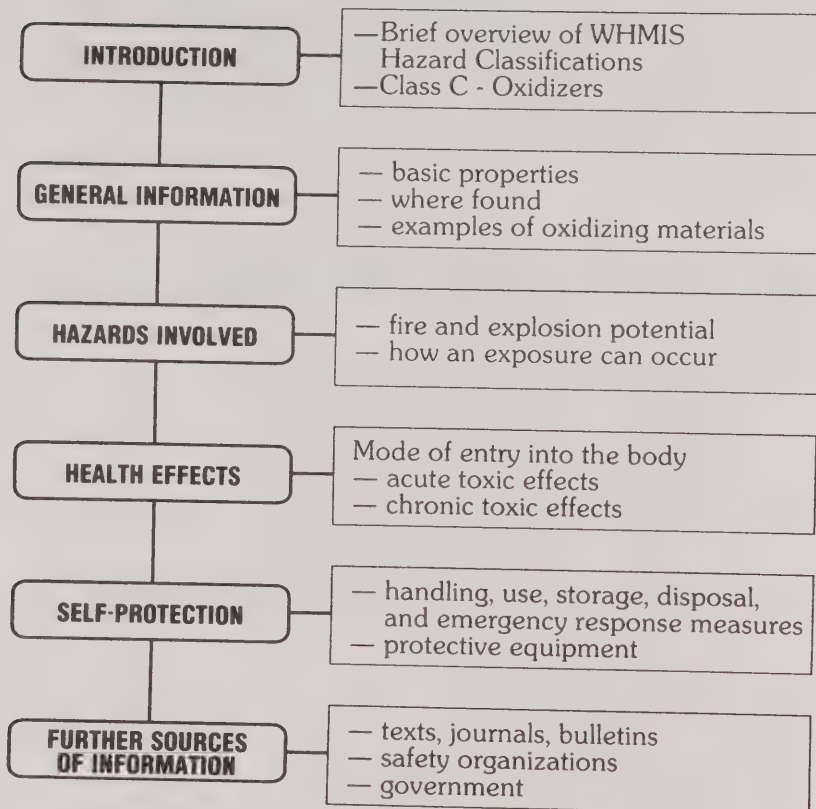 INTRODUCTION
—Brief overview of WHMIS
Hazard Classifications
—Class C - Oxidizers
GENERAL INFORMATION
— basic properties
— where found
— examples of oxidizing materials
HAZARDS INVOLVED
— fire and explosion potential
— how an exposure can occur
HEALTH EFFECTS
Mode of entry into the body
— acute toxic effects
— chronic toxic effects
SELF-PROTECTION
— handling, use, storage, disposal,
and emergency response measures
— protective equipment
FURTHER SOURCES
OF INFORMATION
— texts, journals, bulletins
— safety organizations
— government